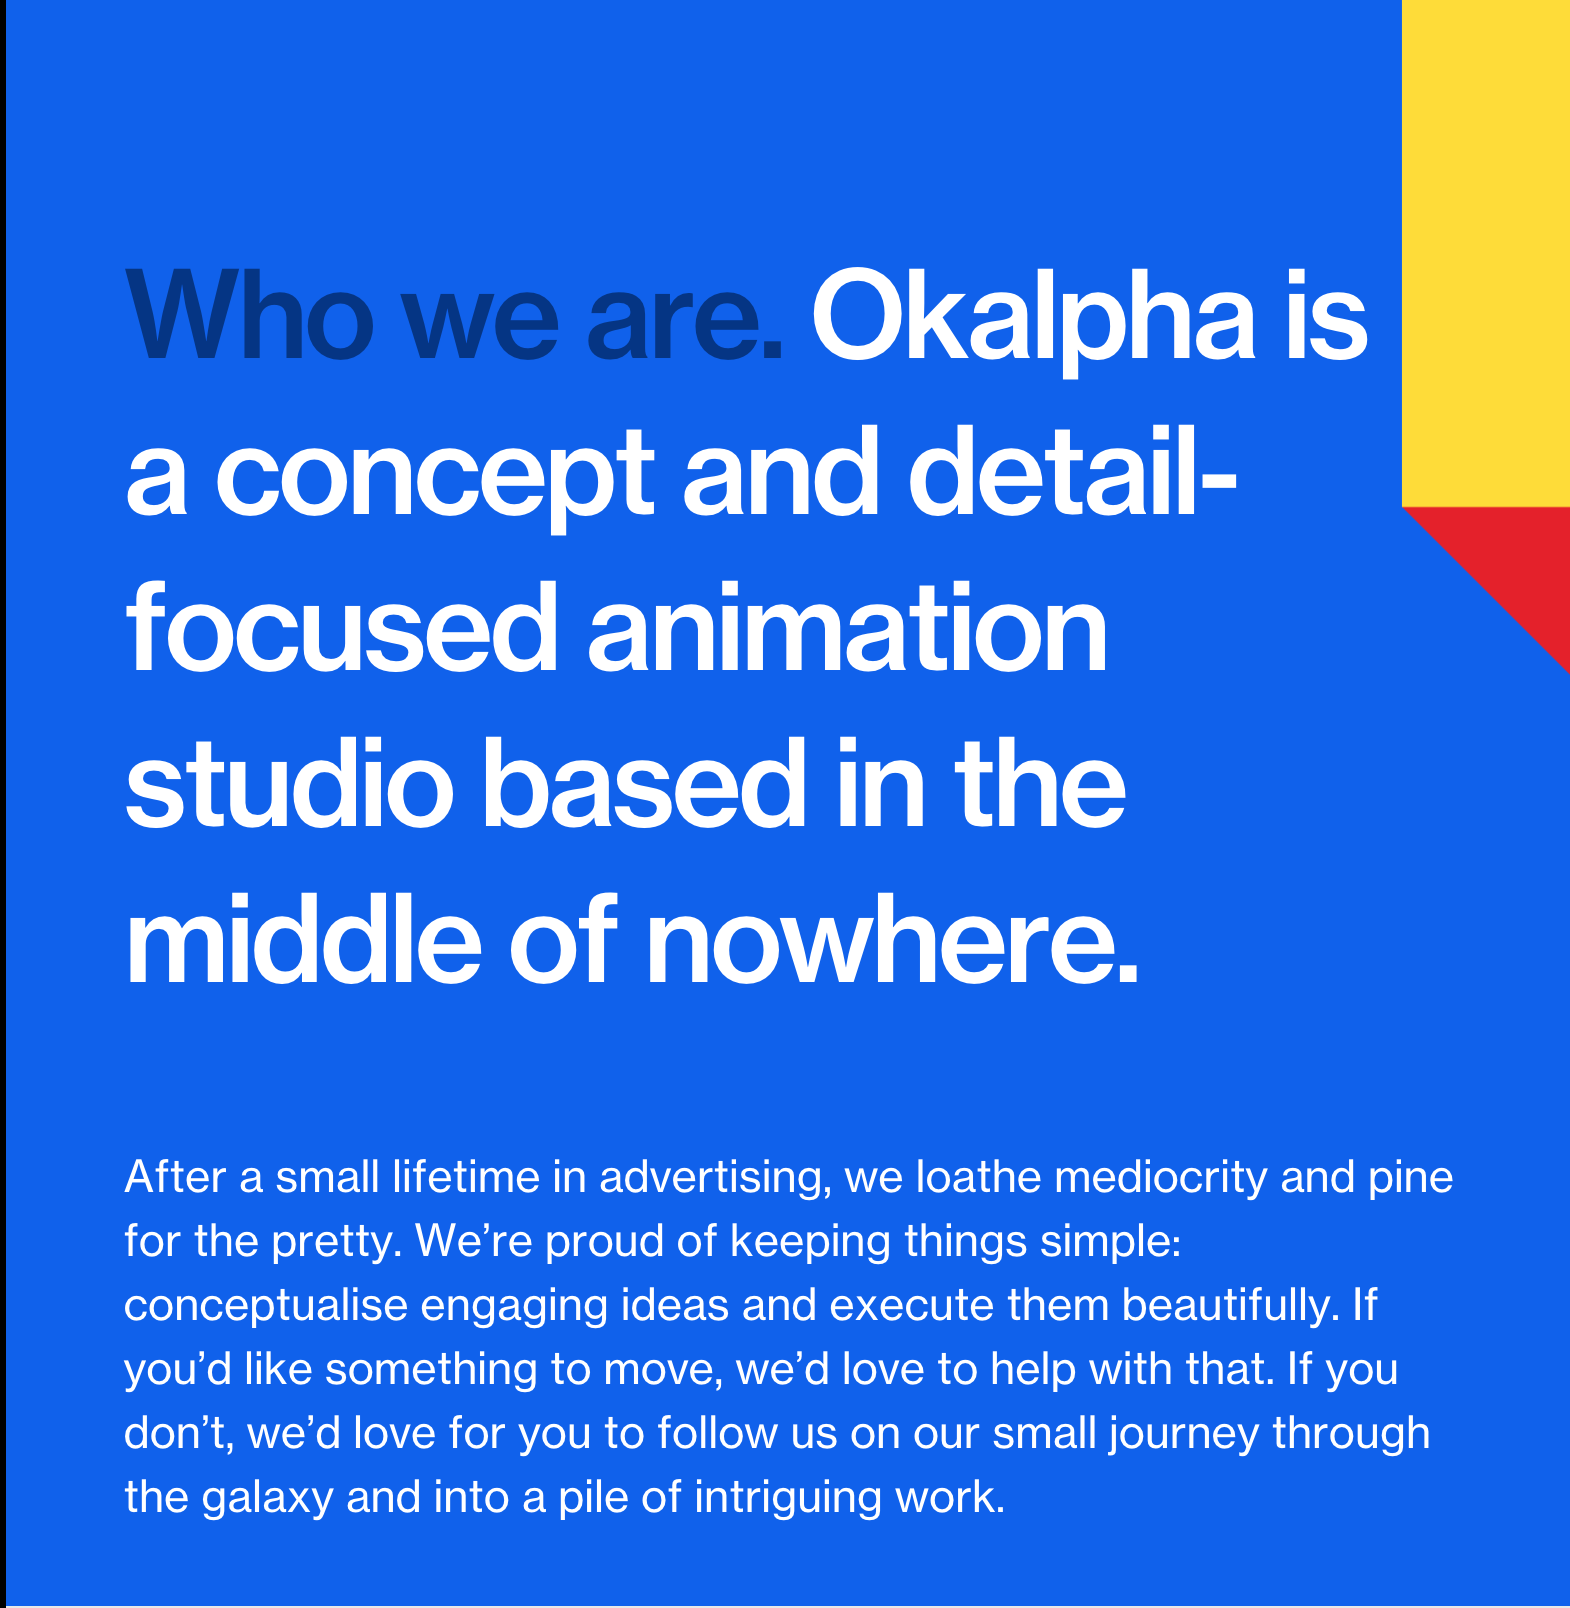 Who we are. Okalpha is
a concept and detail-
focused animation
studio based in the
middle of nowhere.
After a small lifetime in advertising, we loathe mediocrity and pine
for the pretty. We’re proud of keeping things simple:
conceptualise engaging ideas and execute them beautifully. If
you’d like something to move, we’d love to help with that. If you
don’t, we’d love for you to follow us on our small journey through
the galaxy and into a pile of intriguing work.